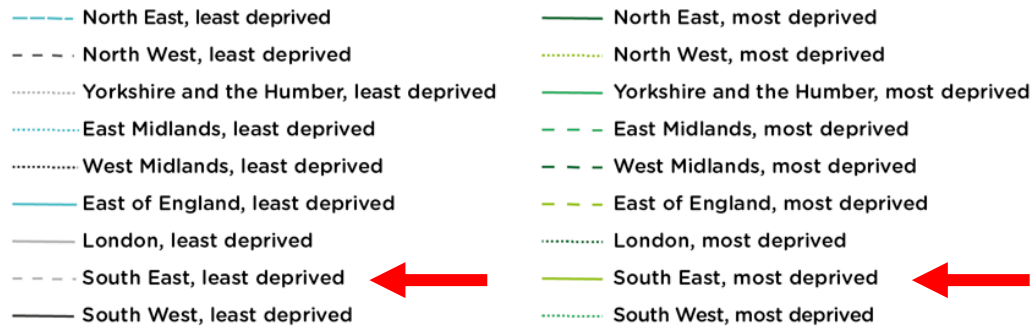 North East, least deprived
North West, least deprived
Yorkshire and the Humber, least deprived
East Midlands, least deprived
West Midlands, least deprived
East of England, least deprived
London, least deprived
South East, least deprived
South West, least deprived
North East, most deprived
North West, most deprived
Yorkshire and the Humber, most deprived
East Midlands, most deprived
West Midlands, most deprived
East of England, most deprived
London, most deprived
South East, most deprived
South West, most deprived